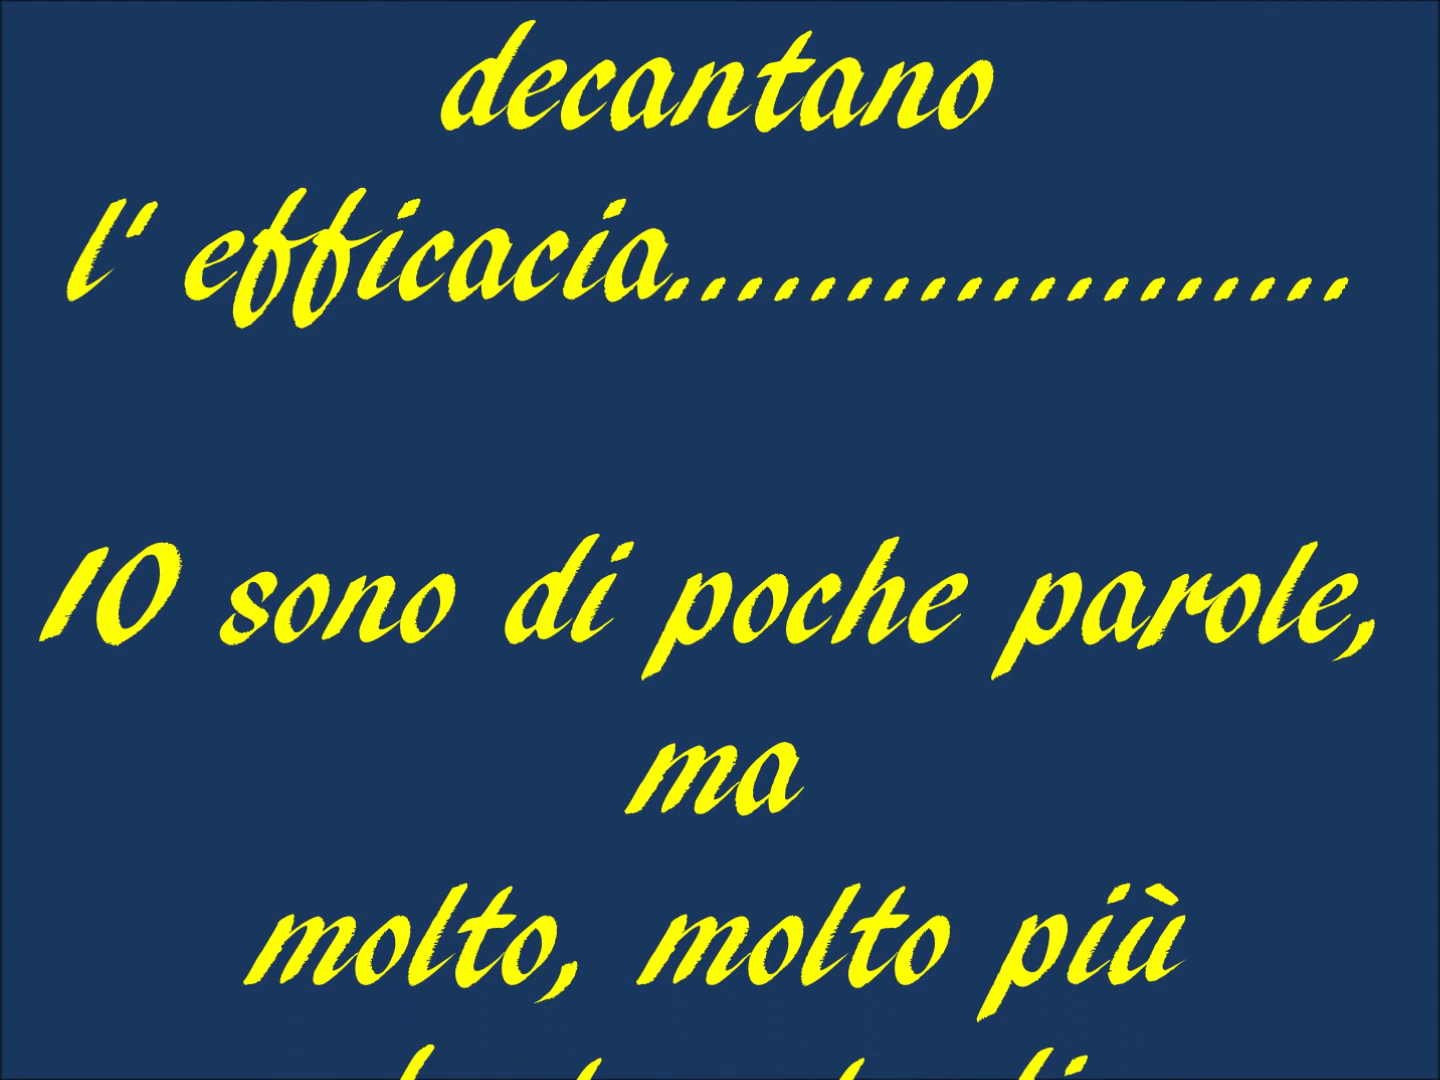 decantano
l' efficacia...................
IO sono di poche parole,
ma
molto, molto più